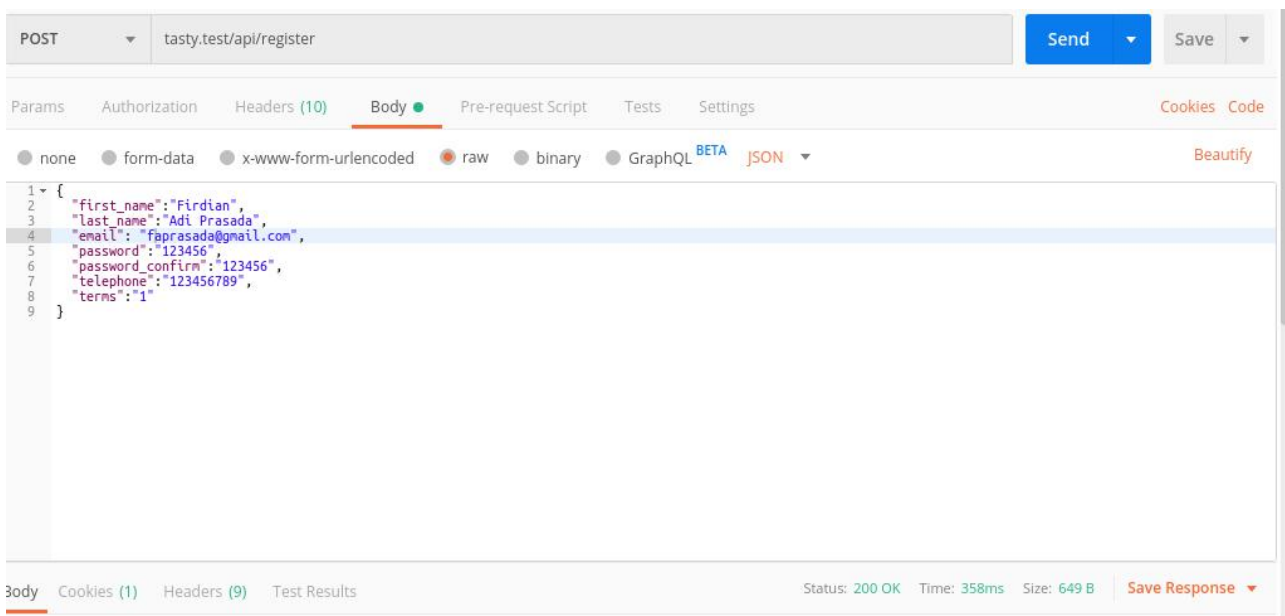 POST tasty.test/api/register Send Save
Params Authorization Headers (10) Body Pre-request Script Tests Settings Cookies Code
none form-data x-www-form-urlencoded raw binary GraphQL BETA JSON Beautify
1 {
2 "first_name":"Firdian",
3 "last_name":"Adi Prasada",
4 "email": "faprasada@gmail.com",
5 "password":"123456",
6 "password_confirm":"123456",
7 "telephone":"123456789",
8 "terms":"1"
9 }
Body Cookies (1) Headers (9) Test Results Status: 200 OK Time: 358ms Size: 649 B Save Response